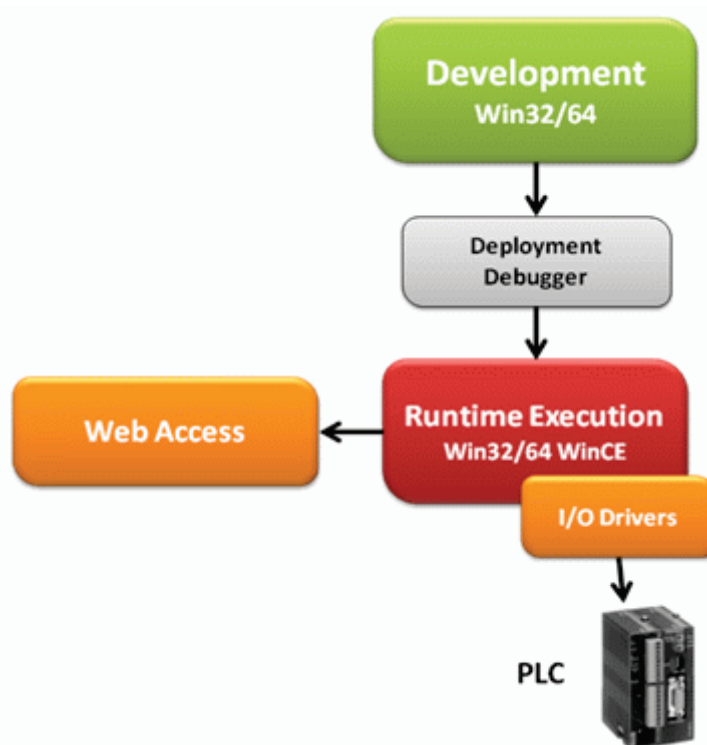 Development
Win32/64
Deployment
Debugger
Web Access
Runtime Execution
Win32/64 WinCE
I/O Drivers
PLC